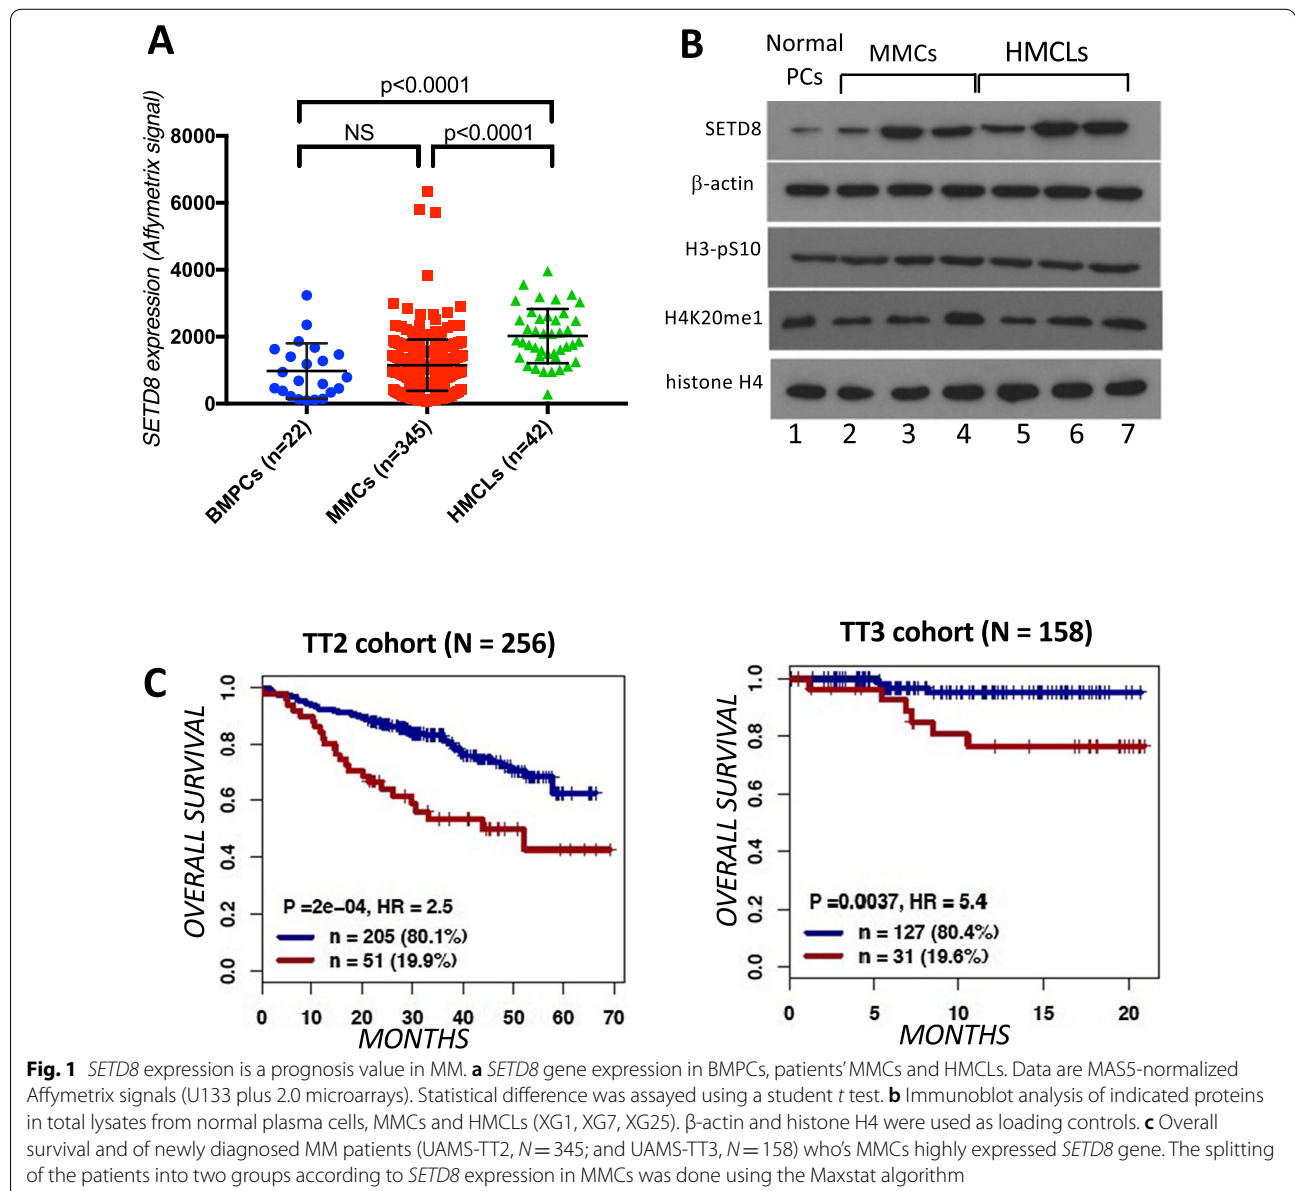 A
p<0.0001
NS
p<0.0001
SETD8 expression (Affymetrix signal)
8000
6000
4000
2000
0
BMPCs (n=22)
MMCs (n=345)
HMCLs (n=42)
B
Normal PCs
MMCs
HMCLs
SETD8
β-actin
H3-pS10
H4K20me1
histone H4
1 2 3 4 5 6 7
C
TT2 cohort (N = 256)
OVERALL SURVIVAL
1.0
0.8
0.6
0.4
0.2
0.0
P =2e−04, HR = 2.5
n = 205 (80.1%)
n = 51 (19.9%)
0 10 20 30 40 50 60 70
MONTHS
TT3 cohort (N = 158)
OVERALL SURVIVAL
1.0
0.8
0.6
0.4
0.2
0.0
P =0.0037, HR = 5.4
n = 127 (80.4%)
n = 31 (19.6%)
0 5 10 15 20
MONTHS
Fig. 1 SETD8 expression is a prognosis value in MM. a SETD8 gene expression in BMPCs, patients’ MMCs and HMCLs. Data are MAS5-normalized
Affymetrix signals (U133 plus 2.0 microarrays). Statistical difference was assayed using a student t test. b Immunoblot analysis of indicated proteins
in total lysates from normal plasma cells, MMCs and HMCLs (XG1, XG7, XG25). β-actin and histone H4 were used as loading controls. c Overall
survival and of newly diagnosed MM patients (UAMS-TT2, N = 345; and UAMS-TT3, N = 158) who’s MMCs highly expressed SETD8 gene. The splitting
of the patients into two groups according to SETD8 expression in MMCs was done using the Maxstat algorithm